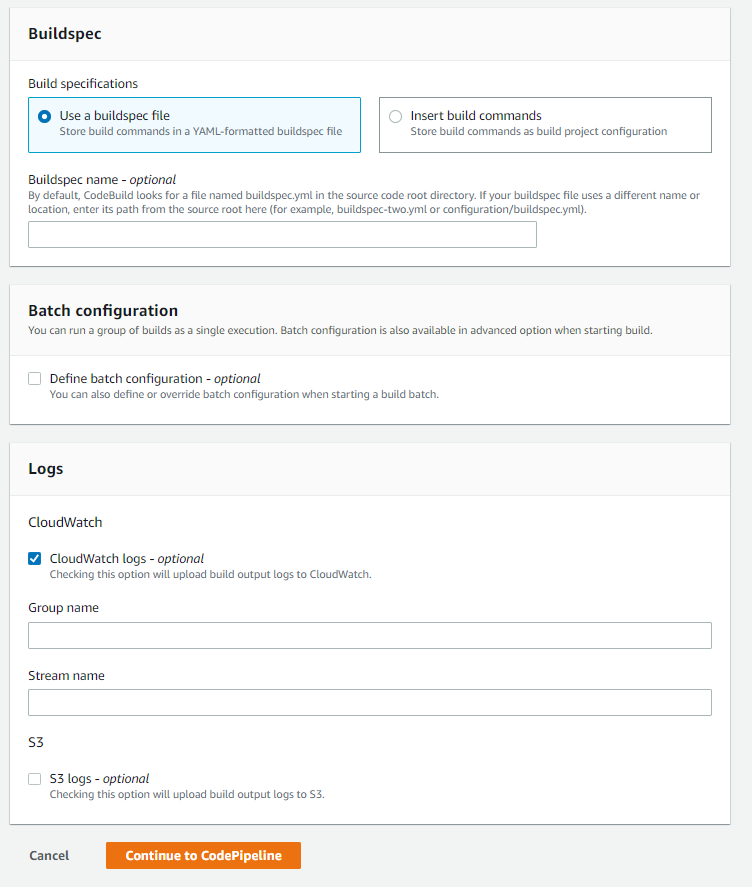 Buildspec
Build specifications
Use a buildspec file
Store build commands in a YAML-formatted buildspec file
Insert build commands
Store build commands as build project configuration
Buildspec name - optional
By default, CodeBuild looks for a file named buildspec.yml in the source code root directory. If your buildspec file uses a different name or
location, enter its path from the source root here (for example, buildspec-two.yml or configuration/buildspec.yml).
Batch configuration
You can run a group of builds as a single execution. Batch configuration is also available in advanced option when starting build.
Define batch configuration - optional
You can also define or override batch configuration when starting a build batch.
Logs
CloudWatch
CloudWatch logs - optional
Checking this option will upload build output logs to CloudWatch.
Group name
Stream name
S3
S3 logs - optional
Checking this option will upload build output logs to S3.
Cancel
Continue to CodePipeline